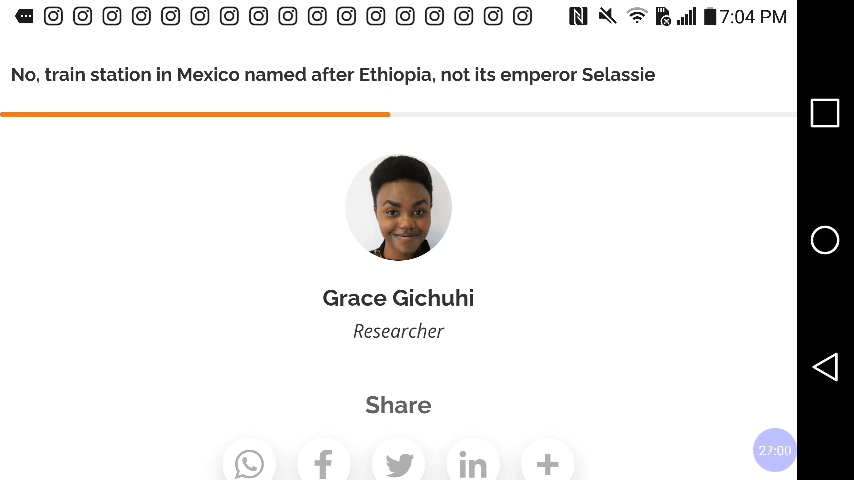 7:04 PM
No, train station in Mexico named after Ethiopia, not its emperor Selassie
Grace Gichuhi
Researcher
Share
27:00